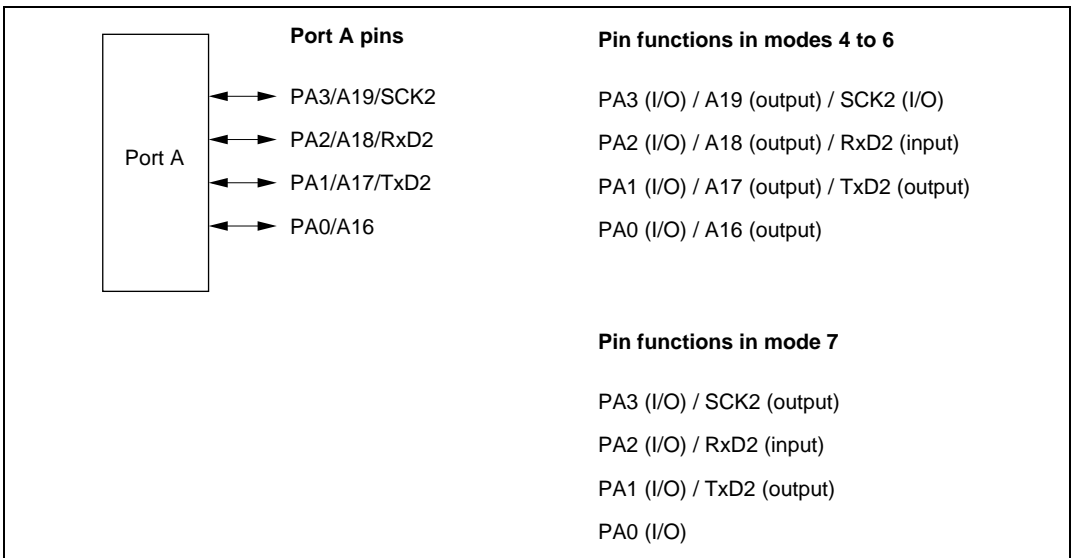 Port A
Port A pins
PA3/A19/SCK2
PA2/A18/RxD2
PA1/A17/TxD2
PA0/A16
Pin functions in modes 4 to 6
PA3 (I/O) / A19 (output) / SCK2 (I/O)
PA2 (I/O) / A18 (output) / RxD2 (input)
PA1 (I/O) / A17 (output) / TxD2 (output)
PA0 (I/O) / A16 (output)
Pin functions in mode 7
PA3 (I/O) / SCK2 (output)
PA2 (I/O) / RxD2 (input)
PA1 (I/O) / TxD2 (output)
PA0 (I/O)